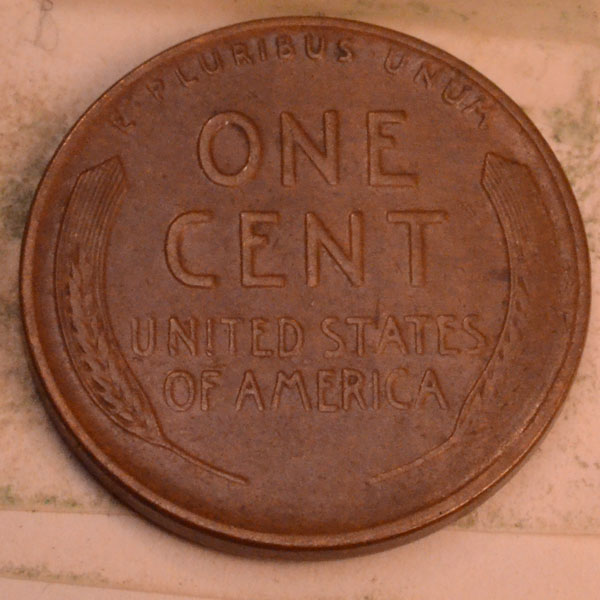 E PLURIBUS UNUM
ONE
CENT
UNITED STATES
OF AMERICA